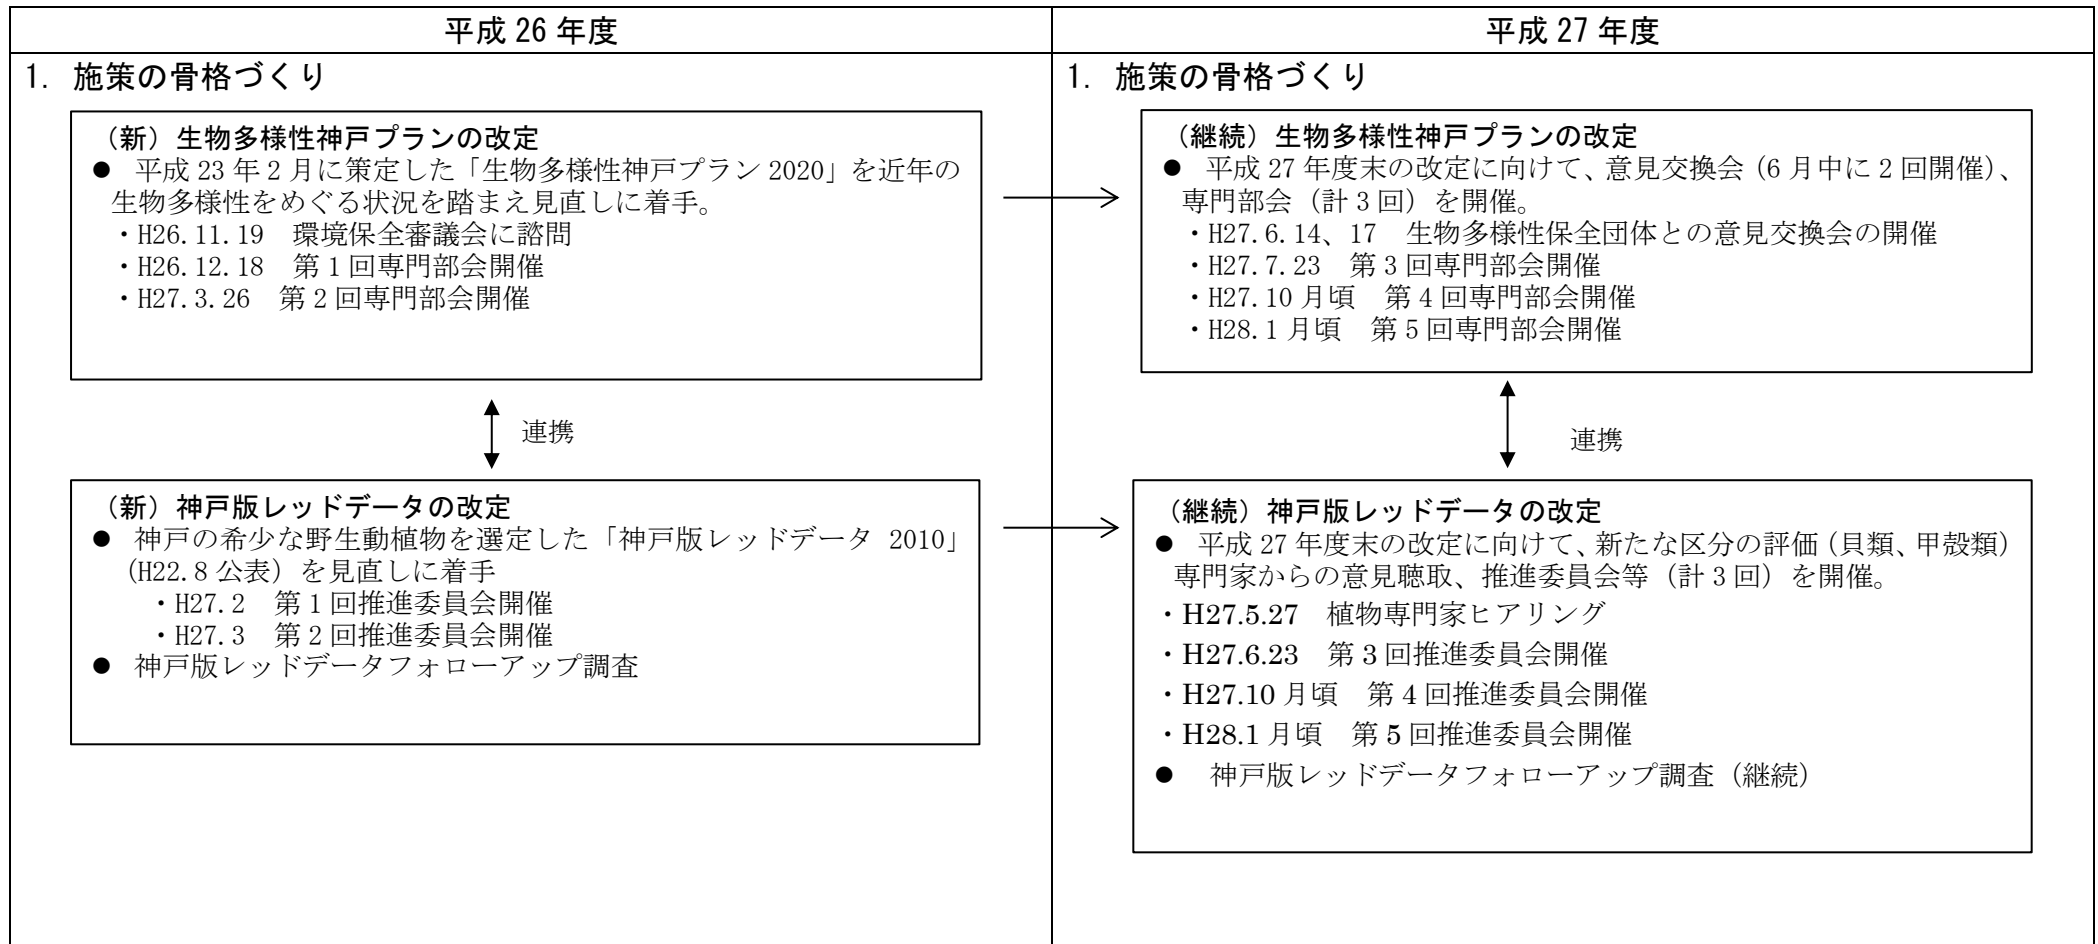 平成 26 年度
平成 27 年度
1. 施策の骨格づくり
（新）生物多様性神戸プランの改定
● 平成 23 年 2 月に策定した「生物多様性神戸プラン 2020」を近年の
生物多様性をめぐる状況を踏まえ見直しに着手。
・H26.11.19　環境保全審議会に諮問
・H26.12.18　第 1 回専門部会開催
・H27.3.26　第 2 回専門部会開催
連携
（新）神戸版レッドデータの改定
● 神戸の希少な野生動植物を選定した「神戸版レッドデータ 2010」
（H22.8 公表）を見直しに着手
・H27.2　第 1 回推進委員会開催
・H27.3　第 2 回推進委員会開催
● 神戸版レッドデータフォローアップ調査
1. 施策の骨格づくり
（継続）生物多様性神戸プランの改定
● 平成 27 年度末の改定に向けて、意見交換会（6 月中に 2 回開催）、
専門部会（計 3 回）を開催。
・H27.6.14、17　生物多様性保全団体との意見交換会の開催
・H27.7.23　第 3 回専門部会開催
・H27.10 月頃　第 4 回専門部会開催
・H28.1 月頃　第 5 回専門部会開催
連携
（継続）神戸版レッドデータの改定
● 平成 27 年度末の改定に向けて、新たな区分の評価（貝類、甲殻類）
専門家からの意見聴取、推進委員会等（計 3 回）を開催。
・H27.5.27　植物専門家ヒアリング
・H27.6.23　第 3 回推進委員会開催
・H27.10 月頃　第 4 回推進委員会開催
・H28.1 月頃　第 5 回推進委員会開催
● 神戸版レッドデータフォローアップ調査（継続）